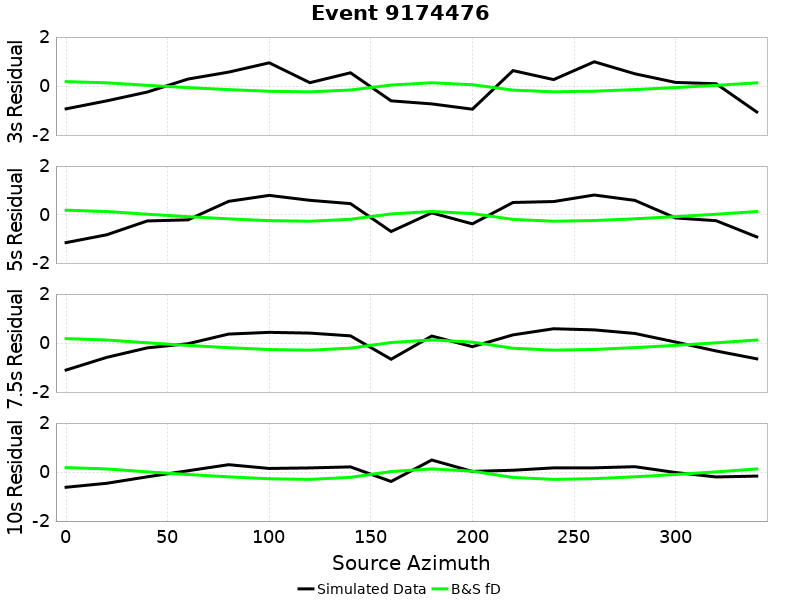 Event 9174476
3s Residual
2
0
-2
5s Residual
2
0
-2
7.5s Residual
2
0
-2
10s Residual
2
0
-2
0 50 100 150 200 250 300
Source Azimuth
Simulated Data B&S fD